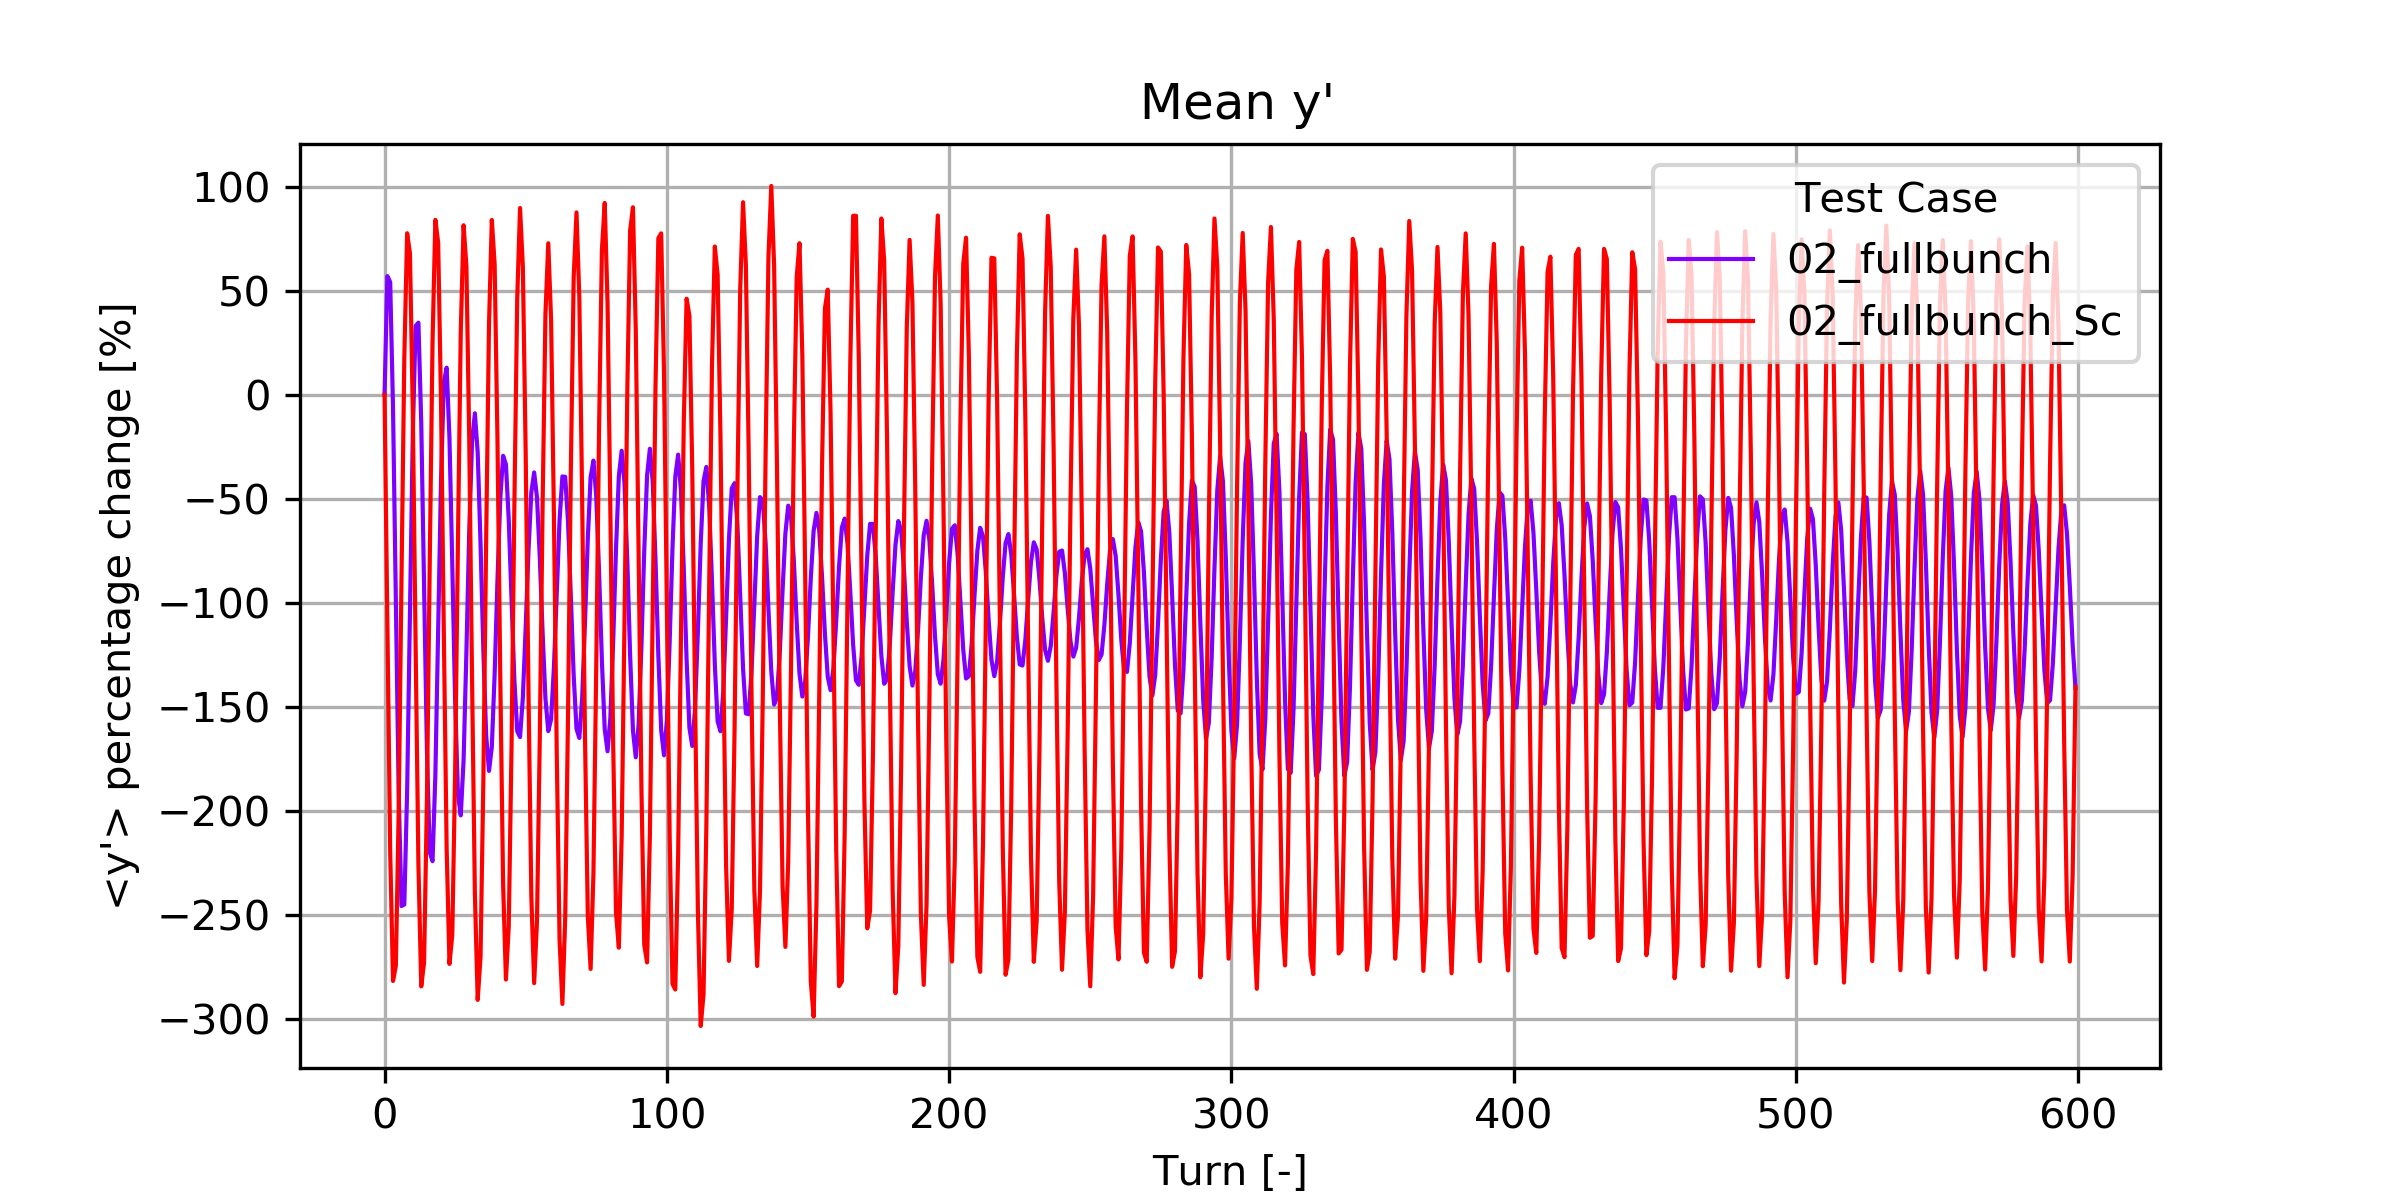 Mean y'
Test Case
02_fullbunch
02_fullbunch_Sc
<y'> percentage change [%]
100
50
0
−50
−100
−150
−200
−250
−300
0 100 200 300 400 500 600
Turn [-]